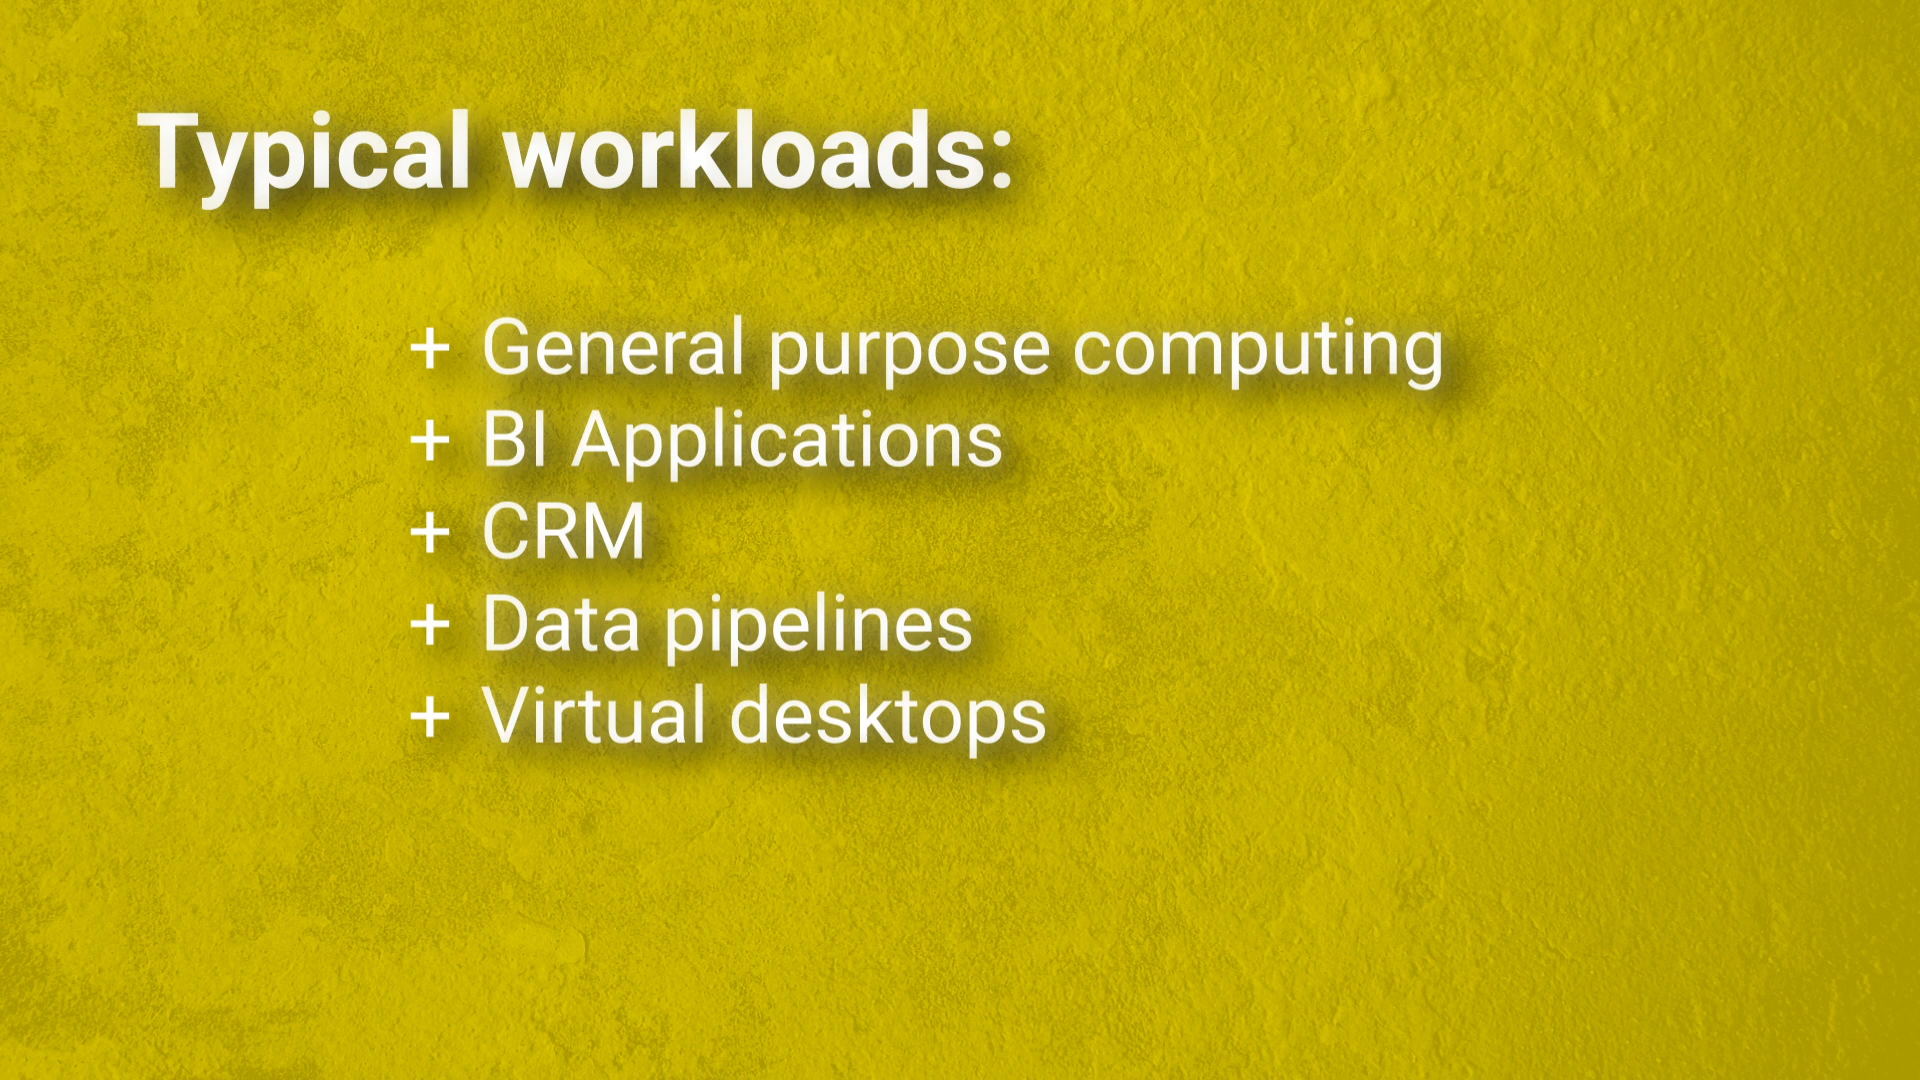 Typical workloads:
+ General purpose computing
+ BI Applications
+ CRM
+ Data pipelines
+ Virtual desktops